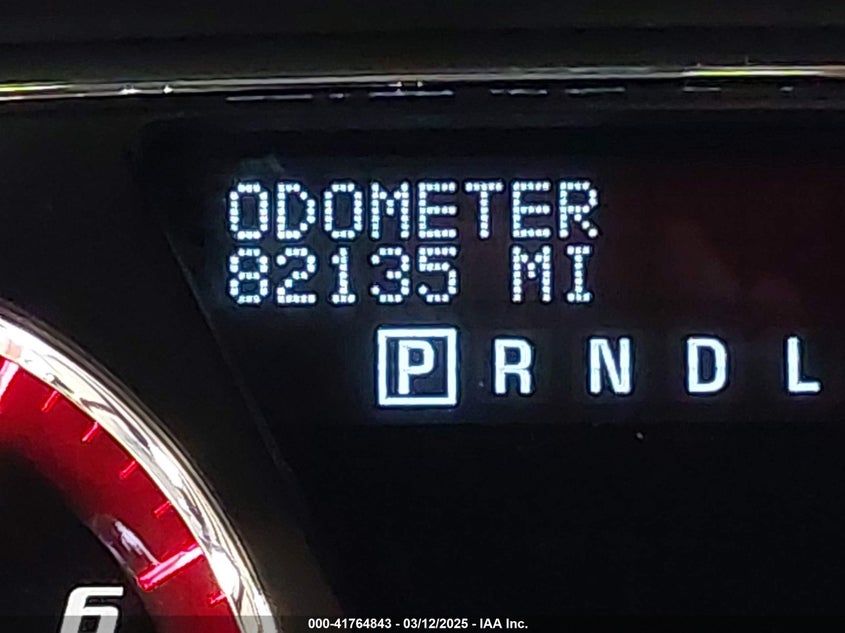 ODOMETER
82135 MI
P R N D L
6
000-41764843 - 03/12/2025 - IAA Inc.